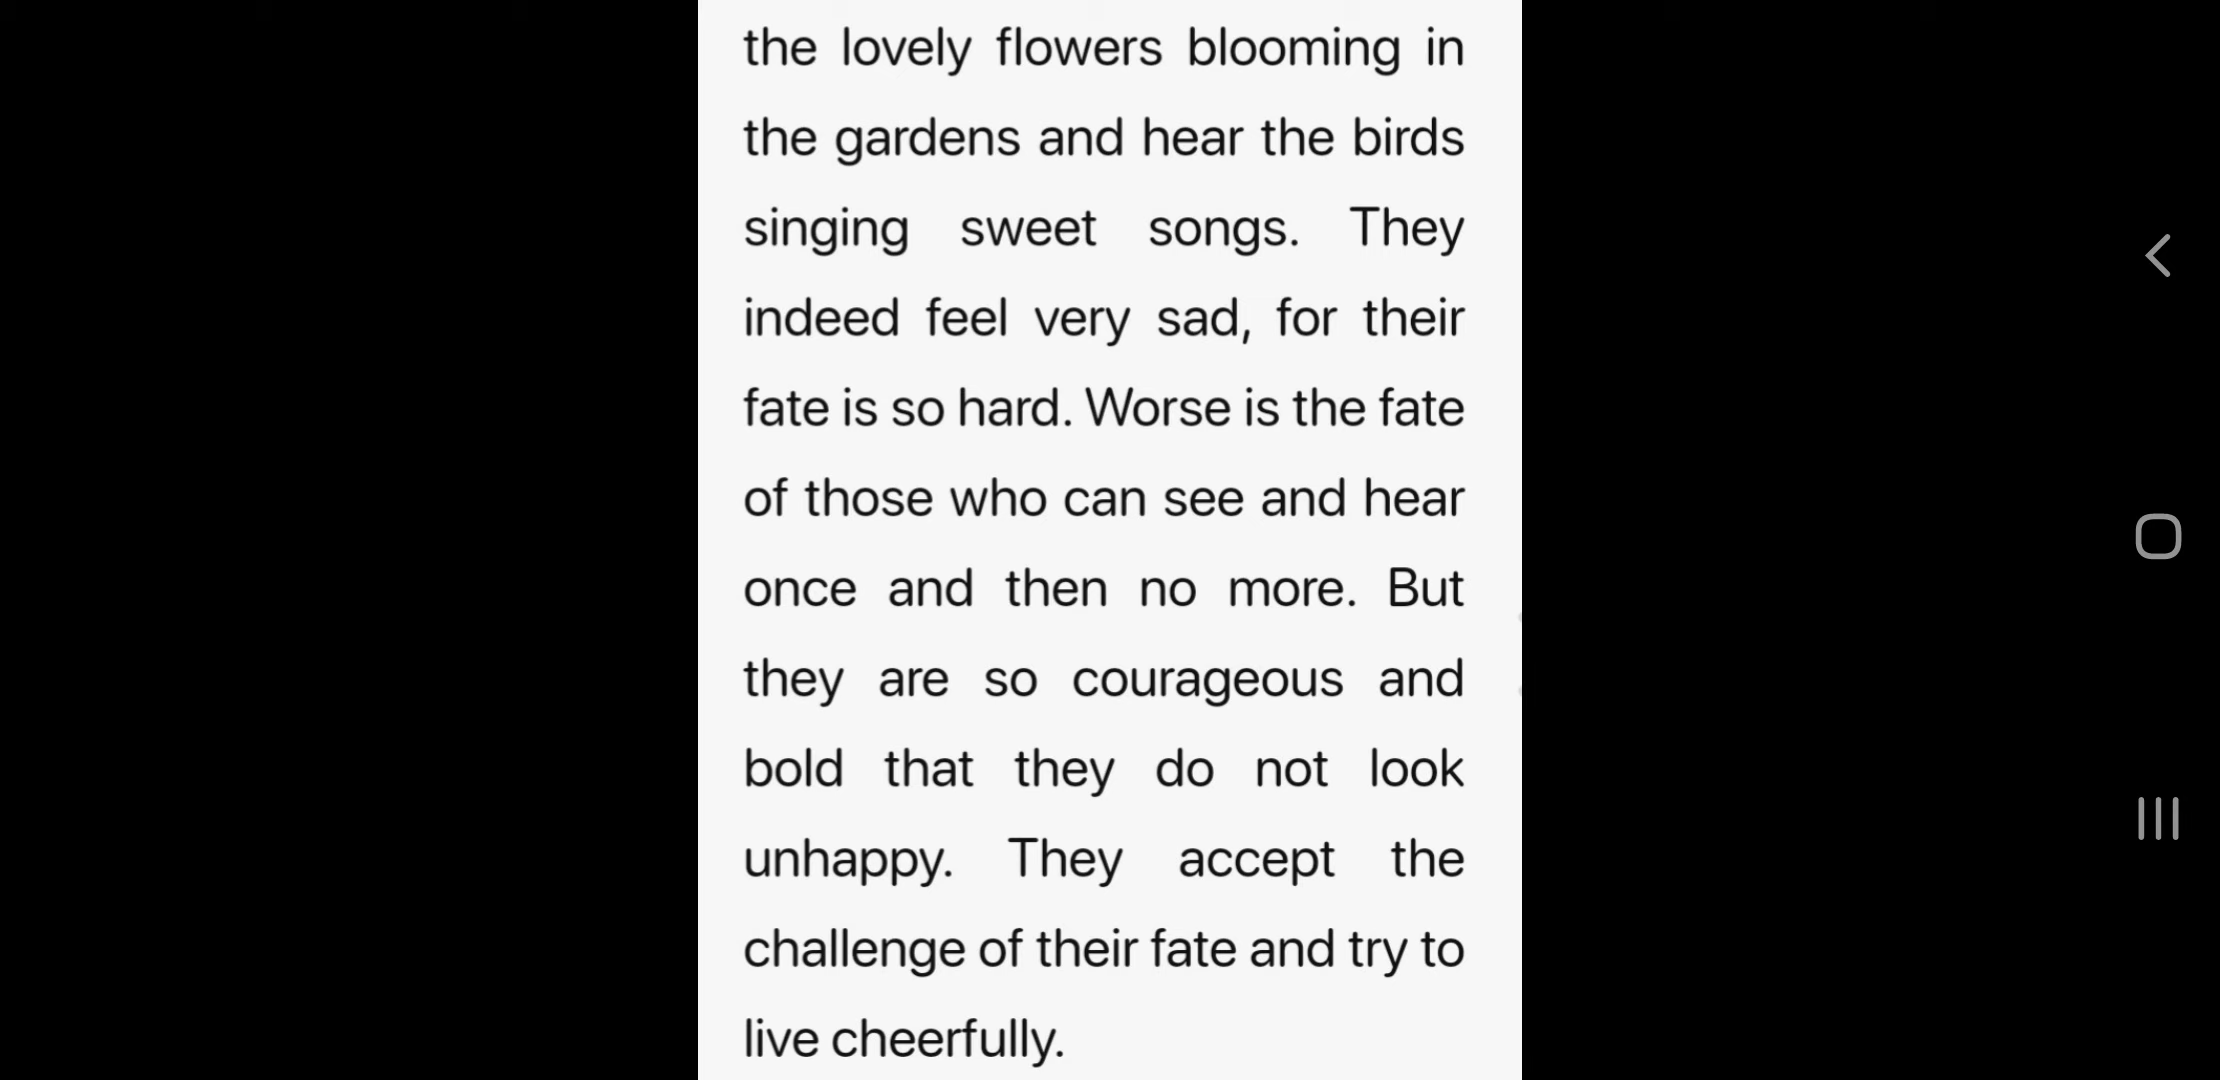 the lovely flowers blooming in
the gardens and hear the birds
singing sweet songs. They
indeed feel very sad, for their
fate is so hard. Worse is the fate
of those who can see and hear
once and then no more. But
they are so courageous and
bold that they do not look
unhappy. They accept the
challenge of their fate and try to
live cheerfully.